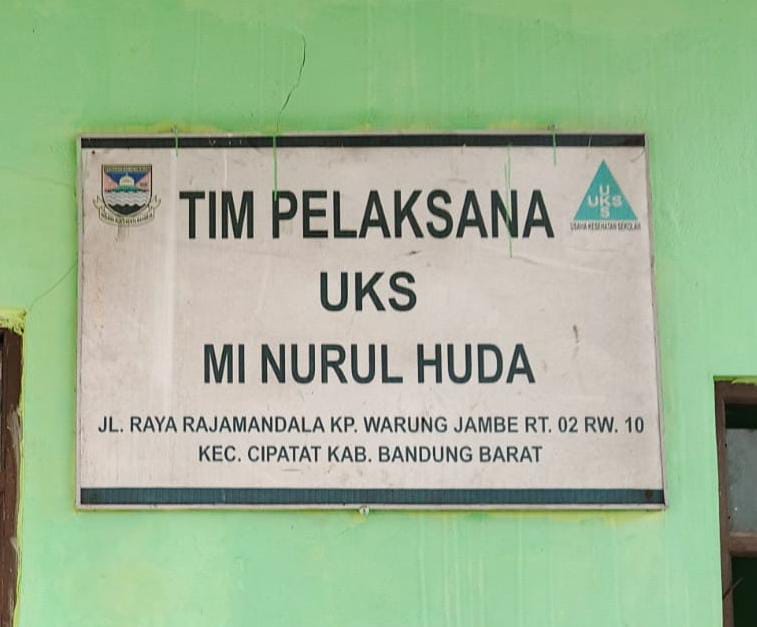 TIM PELAKSANA
UKS
UKS
USAHA KESEHATAN SEKOLAH
UKS
MI NURUL HUDA
JL. RAYA RAJAMANDALA KP. WARUNG JAMBE RT. 02 RW. 10
KEC. CIPATAT KAB. BANDUNG BARAT